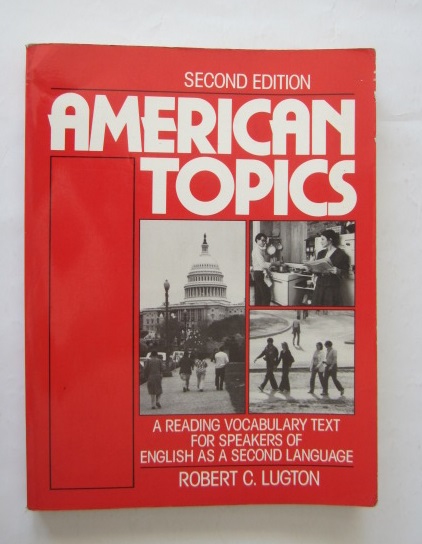 SECOND EDITION
AMERICAN
TOPICS
A READING VOCABULARY TEXT
FOR SPEAKERS OF
ENGLISH AS A SECOND LANGUAGE
ROBERT C. LUGTON